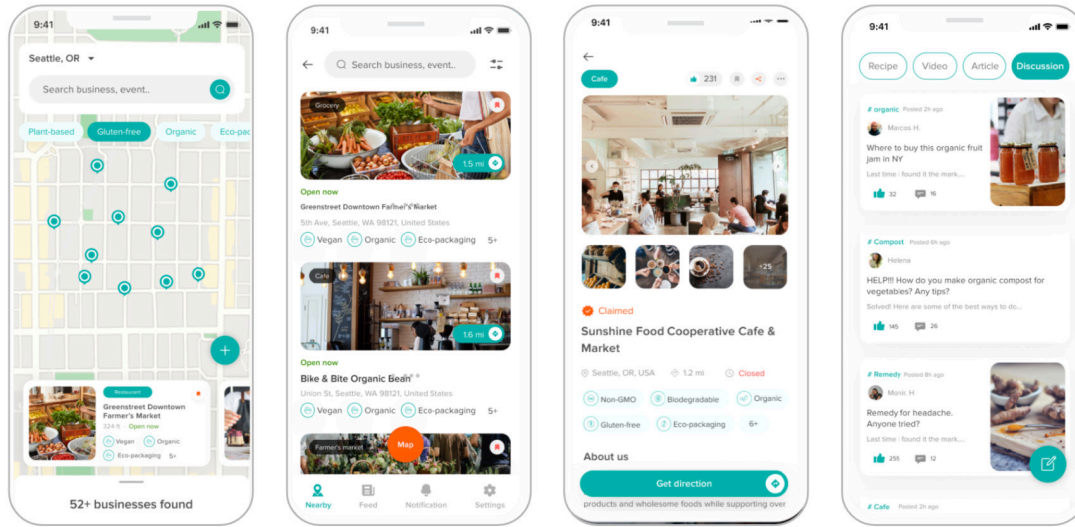 9:41
Seattle, OR
Search business, event..
Plant-based Gluten-free Organic Eco-pac
Restaurant
Greenstreet Downtown
Farmer's Market
324 ft · Open now
Vegan Organic
Eco-packaging 5+
52+ businesses found
9:41
Search business, event..
Grocery
1.5 mi
Open now
Greenstreet Downtown Farmer's Market
5th Ave, Seattle, WA 98121, United States
Vegan Organic Eco-packaging 5+
Cafe
1.6 mi
Open now
Bike & Bite Organic Bean
Union St, Seattle, WA 98121, United States
Vegan Organic Eco-packaging 5+
Farmer's market
Map
Nearby Feed Notification Settings
9:41
Cafe 231
+25
Claimed
Sunshine Food Cooperative Cafe &
Market
Seattle, OR, USA 1.2 mi Closed
Non-GMO Biodegradable Organic
Gluten-free Eco-packaging 6+
About us
Get direction
products and wholesome foods while supporting over
9:41
Recipe Video Article Discussion
# organic Posted 2h ago
Marcos H.
Where to buy this organic fruit
jam in NY
Last time i found it the mark....
32 16
# Compost Posted 6h ago
Helena
HELP!!! How do you make organic compost for
vegetables? Any tips?
Solved! Here are some of the best ways to do...
145 26
# Remedy Posted 8h ago
Remedy for headache.
Anyone tried?
Last time i found it the mark....
255 12
# Cafe Posted 2h ago